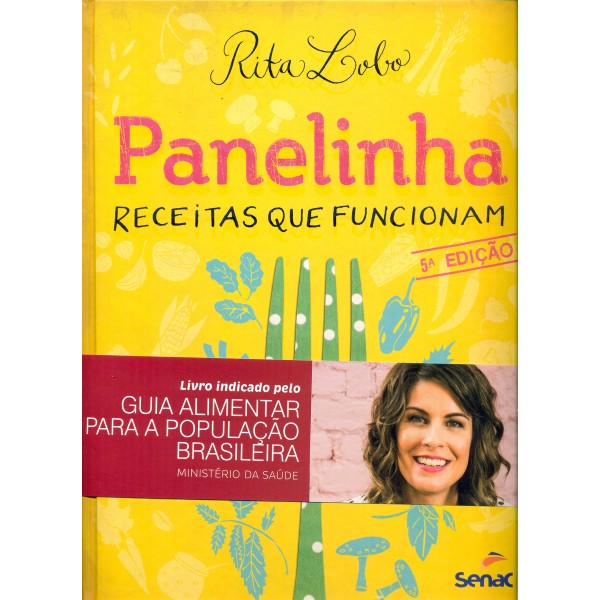 Rita Lobo
Panelinha
RECEITAS QUE FUNCIONAM
5ª EDIÇÃO
Livro indicado pelo
GUIA ALIMENTAR
PARA A POPULAÇÃO
BRASILEIRA
MINISTÉRIO DA SAÚDE
Senac